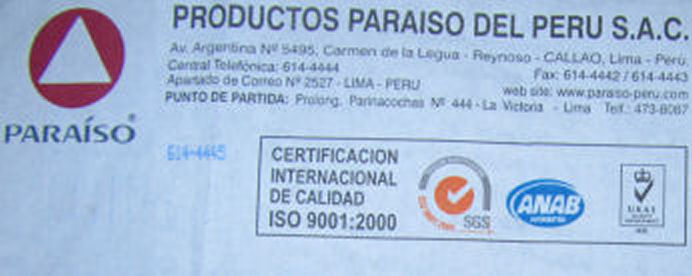 PRODUCTOS PARAISO DEL PERU S.A.C.
Av. Argentina Nº 5495, Carmen de la Legua - Reynoso - CALLAO, Lima - Perú.
Central Telefónica: 614-4444
Fax: 614-4442 / 614-4443
Apartado de Correo Nº 2527 - LIMA - PERU
web site: www.paraiso-peru.com
PUNTO DE PARTIDA: Prolong. Parinacochas Nº 444 - La Victoria - Lima Telf.: 473-8087
PARAÍSO®
614-4445
CERTIFICACION
INTERNACIONAL
DE CALIDAD
ISO 9001:2000
SGS
ANAB
UKAS